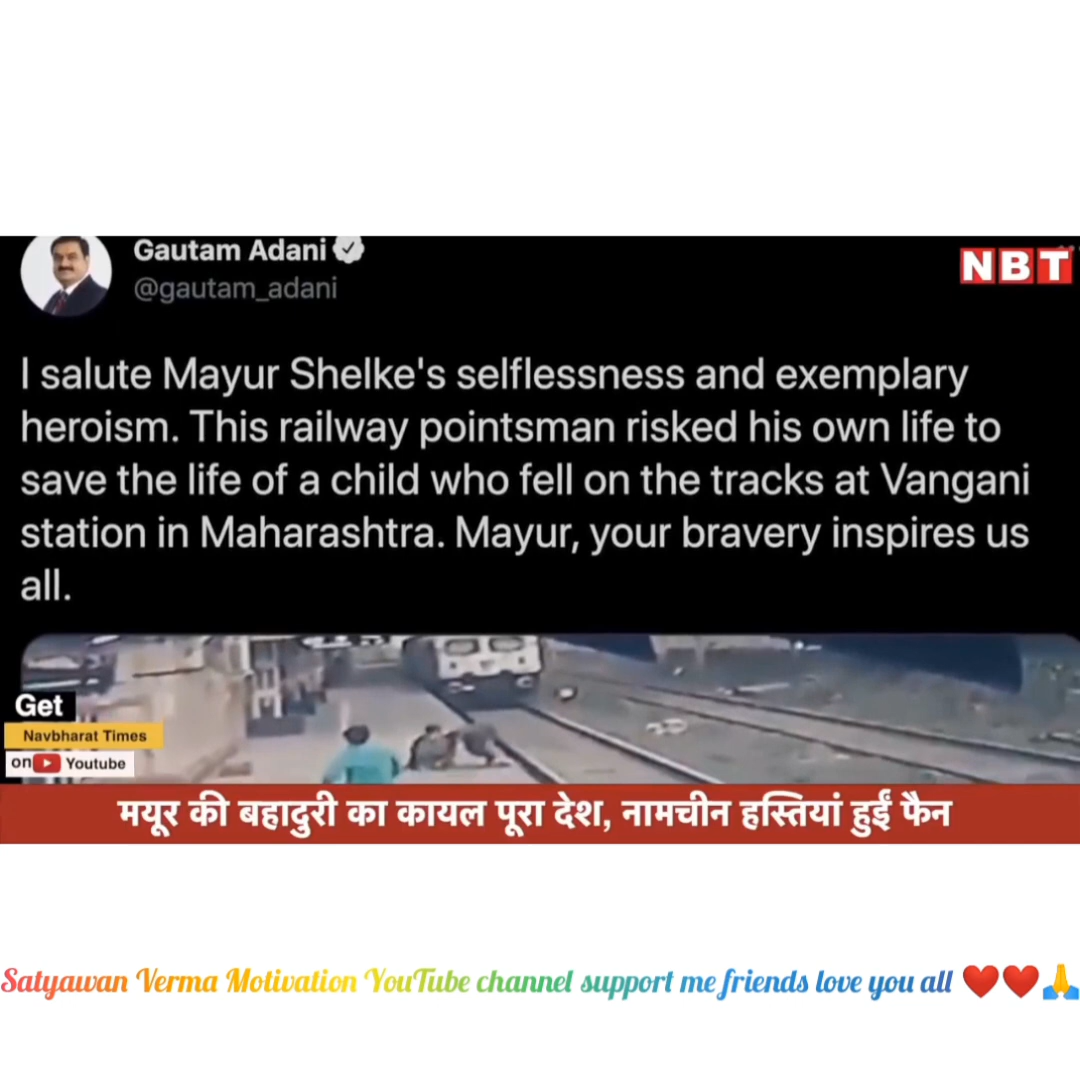 Gautam Adani
NBT
@gautam_adani
I salute Mayur Shelke's selflessness and exemplary
heroism. This railway pointsman risked his own life to
save the life of a child who fell on the tracks at Vangani
station in Maharashtra. Mayur, your bravery inspires us
all.
Get
Navbharat Times
on Youtube
मयूर की बहादुरी का कायल पूरा देश, नामचीन हस्तियां हुईं फैन
Satyawan Verma Motivation YouTube channel support me friends love you all ❤️❤️🙏